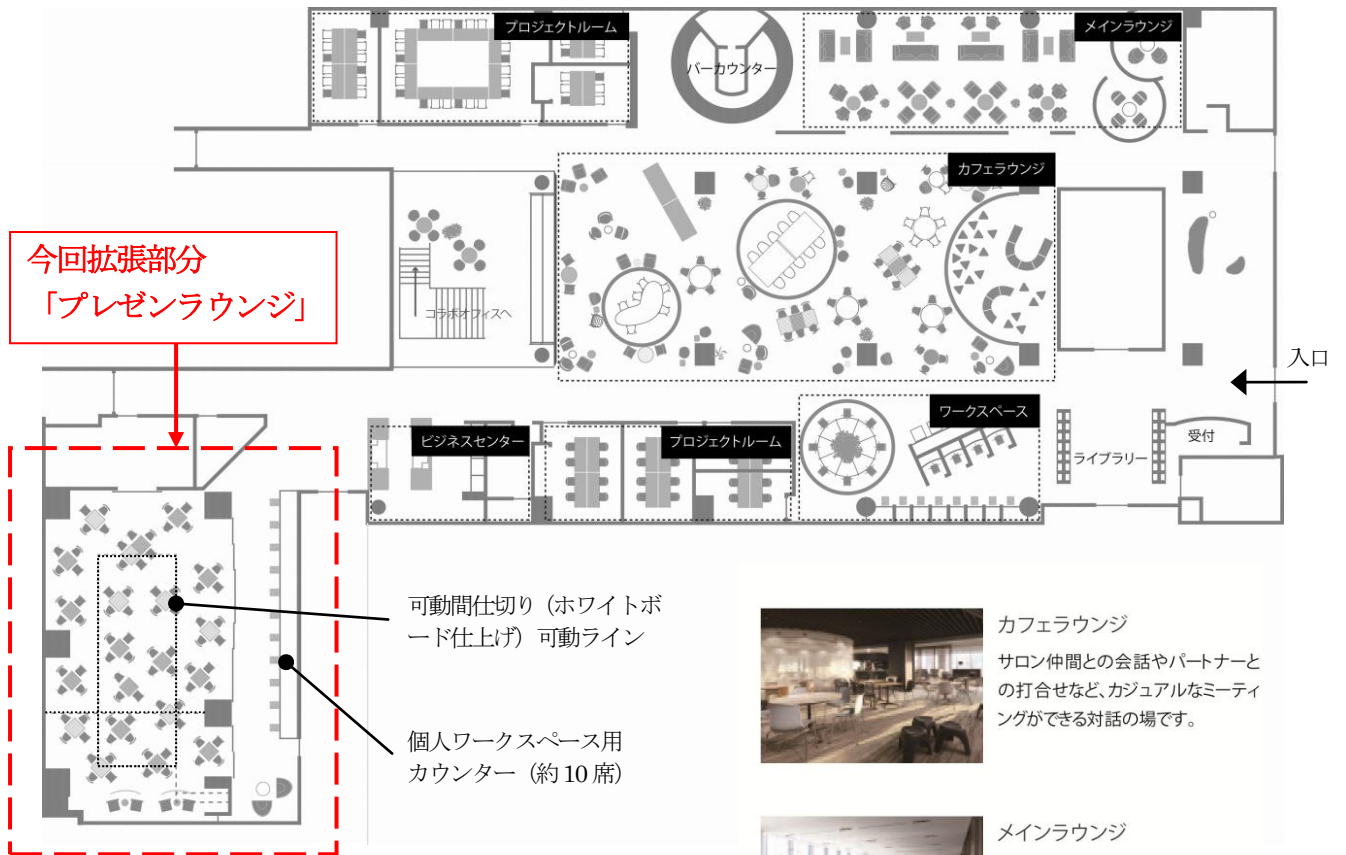 プロジェクトルーム
バーカウンター
メインラウンジ
カフェラウンジ
今回拡張部分
「プレゼンラウンジ」
コラボオフィスへ
入口
ビジネスセンター
プロジェクトルーム
ワークスペース
ライブラリー
受付
可動間仕切り（ホワイトボ
ード仕上げ）可動ライン
個人ワークスペース用
カウンター（約10席）
カフェラウンジ
サロン仲間との会話やパートナーと
の打合せなど、カジュアルなミーティ
ングができる対話の場です。
メインラウンジ